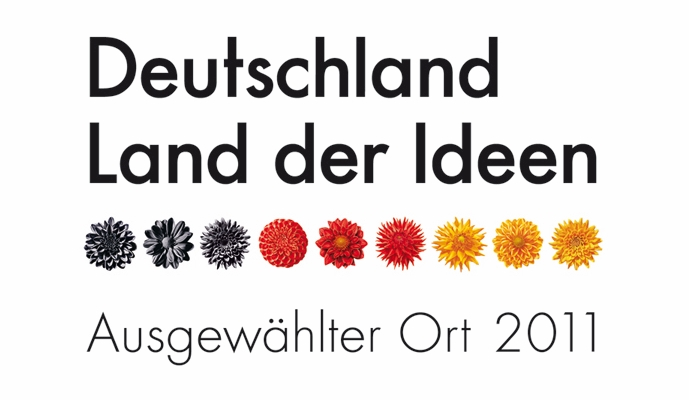 Deutschland
Land der Ideen
Ausgewählter Ort 2011